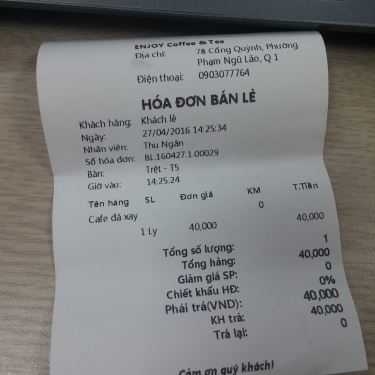 ENJOY Coffee & Tea
Địa chỉ: 78 Cống Quỳnh, Phường
Phạm Ngũ Lão, Q 1
Điện thoại: 0903077764
HÓA ĐƠN BÁN LẺ
Khách hàng: Khách lẻ
Ngày: 27/04/2016 14:25:34
Nhân viên: Thu Ngân
Số hóa đơn: BL.160427.1.00029
Bàn: Trệt - T5
Giờ vào: 14:25:24
Tên hàng SL Đơn giá KM T.Tiền
Cafe đá xay 0
1 Ly 40,000 40,000
Tổng số lượng: 1
Tổng hàng: 40,000
Giảm giá SP: 0
Chiết khấu HĐ: 0%
Phải trả(VND): 40,000
KH trả: 40,000
Trả lại: 0
Cảm ơn quý khách!